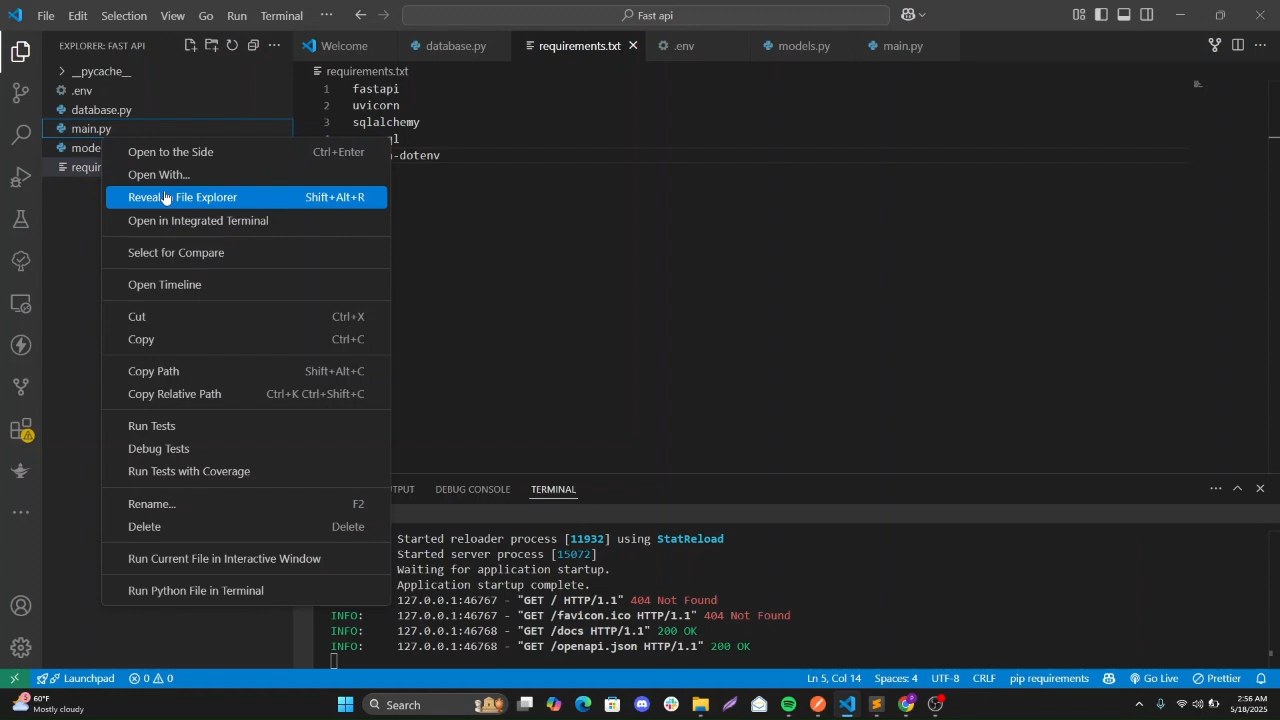 File Edit Selection View Go Run Terminal ··· Fast api
EXPLORER: FAST API
Welcome database.py requirements.txt .env models.py main.py
__pycache__
.env
database.py
main.py
mode
requir
requirements.txt
1 fastapi
2 uvicorn
3 sqlalchemy
ql
-dotenv
Open to the Side Ctrl+Enter
Open With...
Reveal File Explorer Shift+Alt+R
Open in Integrated Terminal
Select for Compare
Open Timeline
Cut Ctrl+X
Copy Ctrl+C
Copy Path Shift+Alt+C
Copy Relative Path Ctrl+K Ctrl+Shift+C
Run Tests
Debug Tests
Run Tests with Coverage
Rename... F2
Delete Delete
Run Current File in Interactive Window
Run Python File in Terminal
TPUT DEBUG CONSOLE TERMINAL
Started reloader process [11932] using StatReload
Started server process [15072]
Waiting for application startup.
Application startup complete.
127.0.0.1:46767 - "GET / HTTP/1.1" 404 Not Found
INFO: 127.0.0.1:46767 - "GET /favicon.ico HTTP/1.1" 404 Not Found
INFO: 127.0.0.1:46768 - "GET /docs HTTP/1.1" 200 OK
INFO: 127.0.0.1:46768 - "GET /openapi.json HTTP/1.1" 200 OK
Launchpad 0 0 Ln 5, Col 14 Spaces: 4 UTF-8 CRLF pip requirements Go Live Prettier
60°F
Mostly cloudy
Search
2:56 AM
5/18/2025